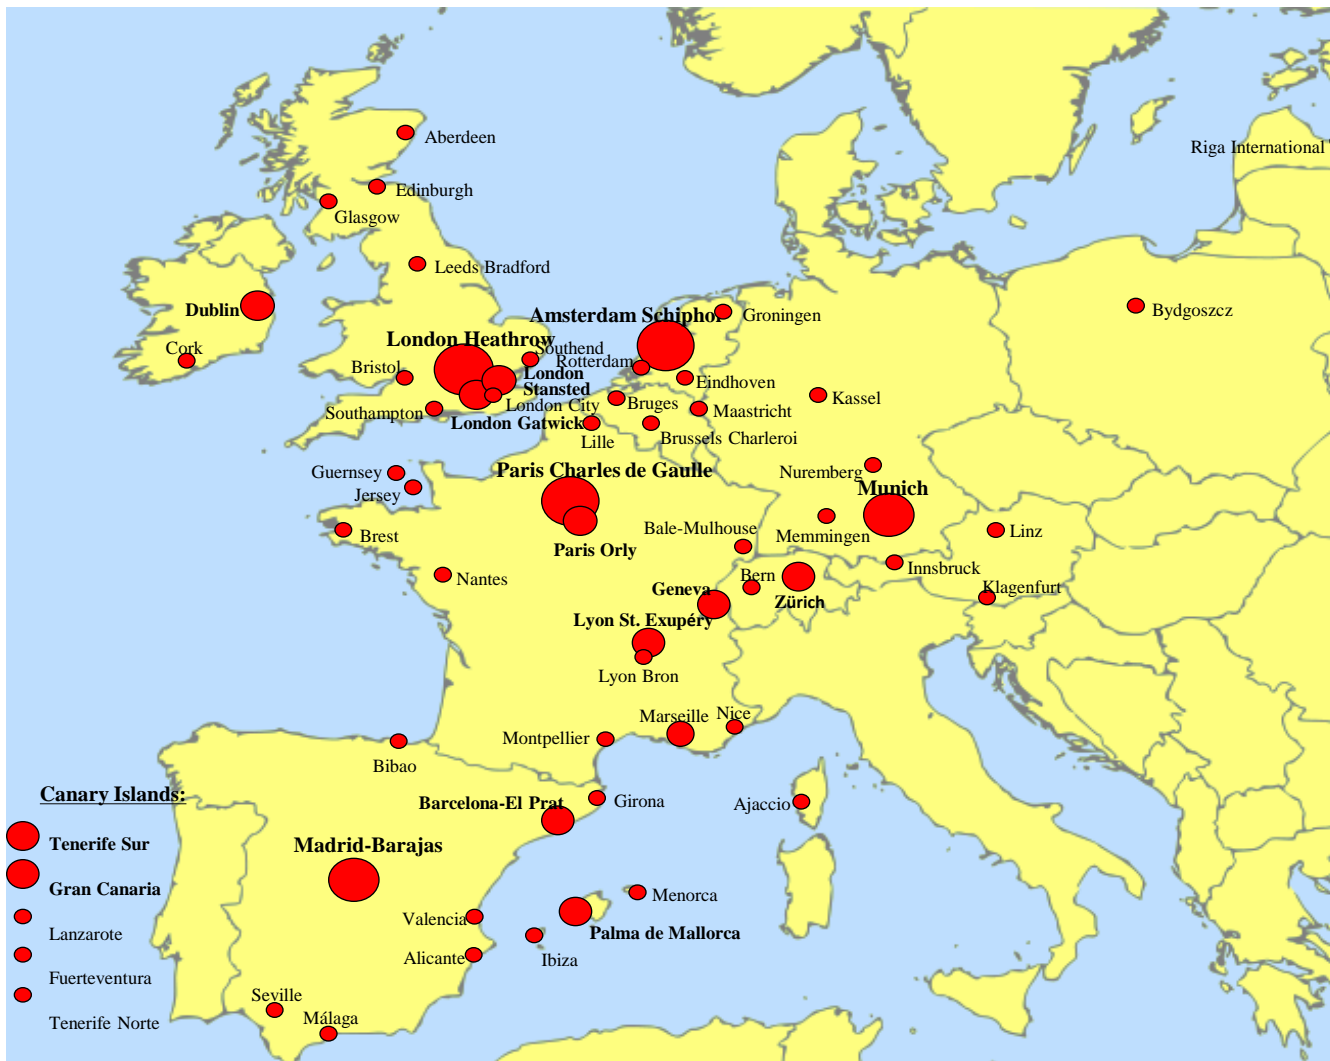 Aberdeen
Riga International
Edinburgh
Glasgow
Leeds Bradford
Dublin
Amsterdam Schiphol
Groningen
Bydgoszcz
London Heathrow
Southend
Cork
Rotterdam
Bristol
London
Stansted
Eindhoven
Kassel
Southampton
London City
Bruges
Maastricht
London Gatwick
Lille
Brussels Charleroi
Guernsey
Paris Charles de Gaulle
Nuremberg
Jersey
Munich
Brest
Bale-Mulhouse
Memmingen
Linz
Paris Orly
Nantes
Bern
Innsbruck
Geneva
Zürich
Klagenfurt
Lyon St. Exupéry
Lyon Bron
Marseille
Nice
Montpellier
Bibao
Canary Islands:
Barcelona-El Prat
Girona
Ajaccio
Tenerife Sur
Madrid-Barajas
Gran Canaria
Menorca
Valencia
Lanzarote
Palma de Mallorca
Alicante
Ibiza
Fuerteventura
Seville
Tenerife Norte
Málaga